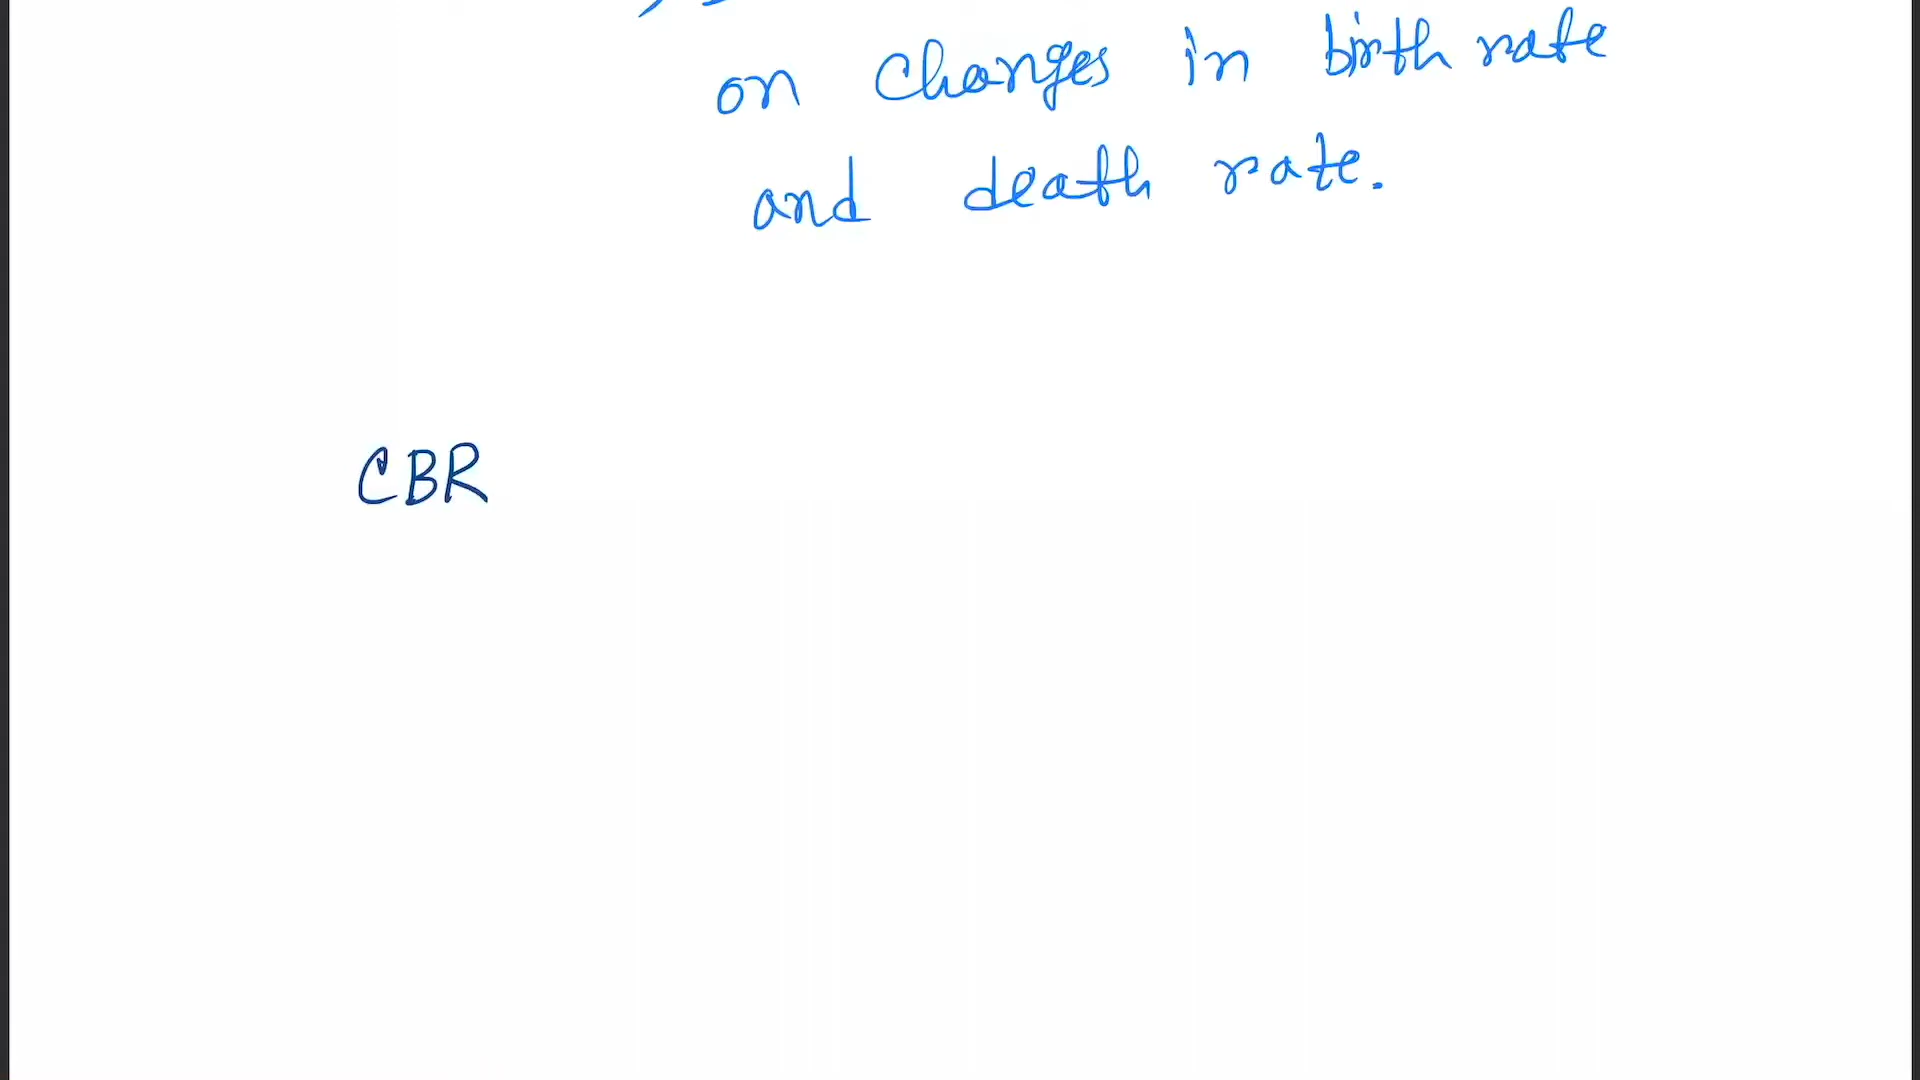 on changes in birth rate
and death rate.
CBR